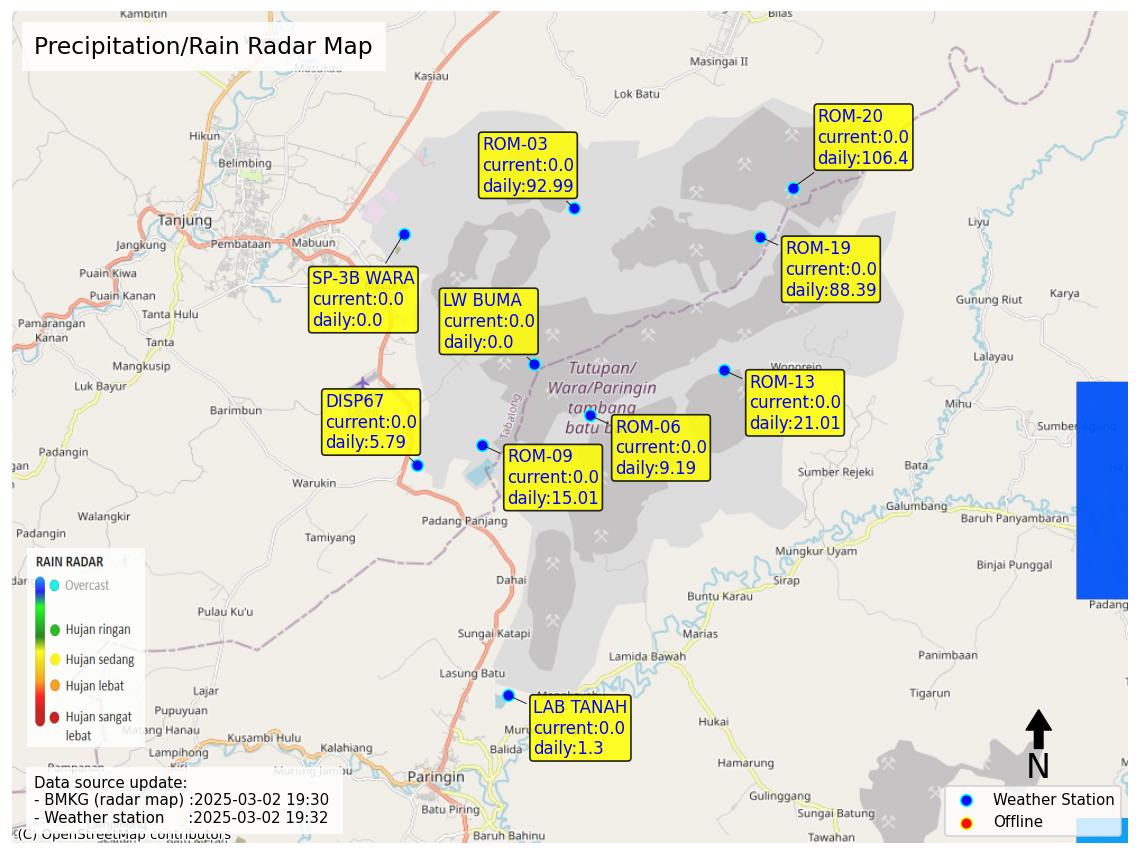 Kambitin
Bilas
Precipitation/Rain Radar Map
Masukau
Kasiau
Masingai II
Lok Batu
ROM-20
current:0.0
daily:106.4
Hikun
ROM-03
current:0.0
daily:92.99
Belimbing
Tanjung
Liyu
Jangkung
Pembataan
Mabuun
ROM-19
current:0.0
daily:88.39
Puain Kiwa
SP-3B WARA
current:0.0
daily:0.0
Puain Kanan
LW BUMA
current:0.0
daily:0.0
Gunung Riut
Karya
Tanta Hulu
Pamarangan
Kanan
Tanta
Lalayau
Mangkusip
Tutupan/
Wara/Paringin
tambang
batu b
Wonorejo
Luk Bayur
ROM-13
current:0.0
daily:21.01
DISP67
current:0.0
daily:5.79
Barimbun
Tabalong
Mihu
ROM-06
current:0.0
daily:9.19
Sumber Agung
Padangin
ROM-09
current:0.0
daily:15.01
gan
Bata
Sumber Rejeki
Warukin
Galumbang
Walangkir
Padang Panjang
Baruh Panyambaran
Padangin
Tamiyang
Mungkur Uyam
Binjai Punggal
RAIN RADAR
Overcast
Hujan ringan
Hujan sedang
Hujan lebat
Hujan sangat
lebat
Dahai
Sirap
Buntu Karau
Padang
Pulau Ku'u
Sungai Katapi
Marias
Lamida Bawah
Panimbaan
Lasung Batu
Lajar
Tigarun
Pupuyuan
LAB TANAH
current:0.0
daily:1.3
Matang Hanau
Kusambi Hulu
Hukai
Lampihong
Kalahiang
Balida
Hamarung
N
Murung Jambu
Paringin
Data source update:
- BMKG (radar map) :2025-03-02 19:30
- Weather station :2025-03-02 19:32
Gulinggang
Weather Station
Offline
Batu Piring
Sungai Batung
(C) OpenStreetMap contributors
Baruh Bahinu
Tawahan